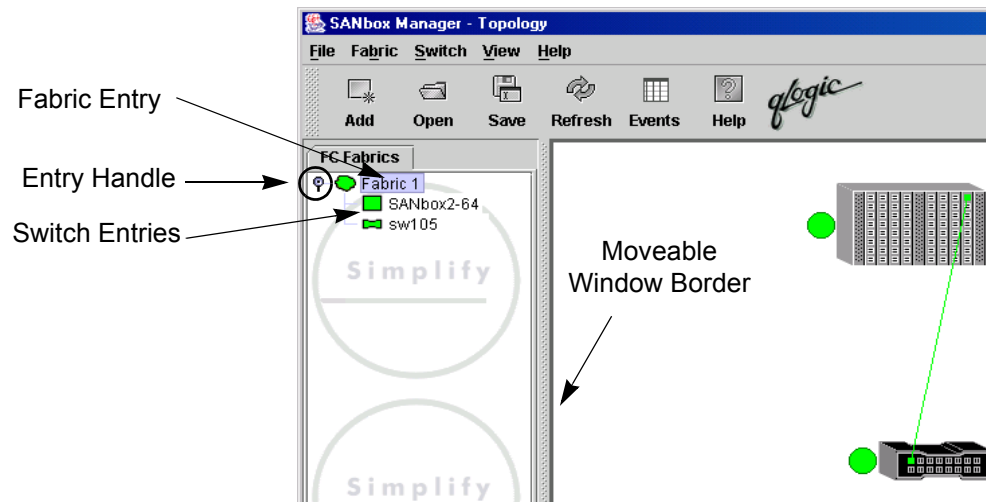 SANbox Manager - Topology
File Fabric Switch View Help
Add Open Save Refresh Events Help
qlogic
FC Fabrics
Fabric 1
SANbox2-64
sw105
Simplify
Simplify
Fabric Entry
Entry Handle
Switch Entries
Moveable
Window Border